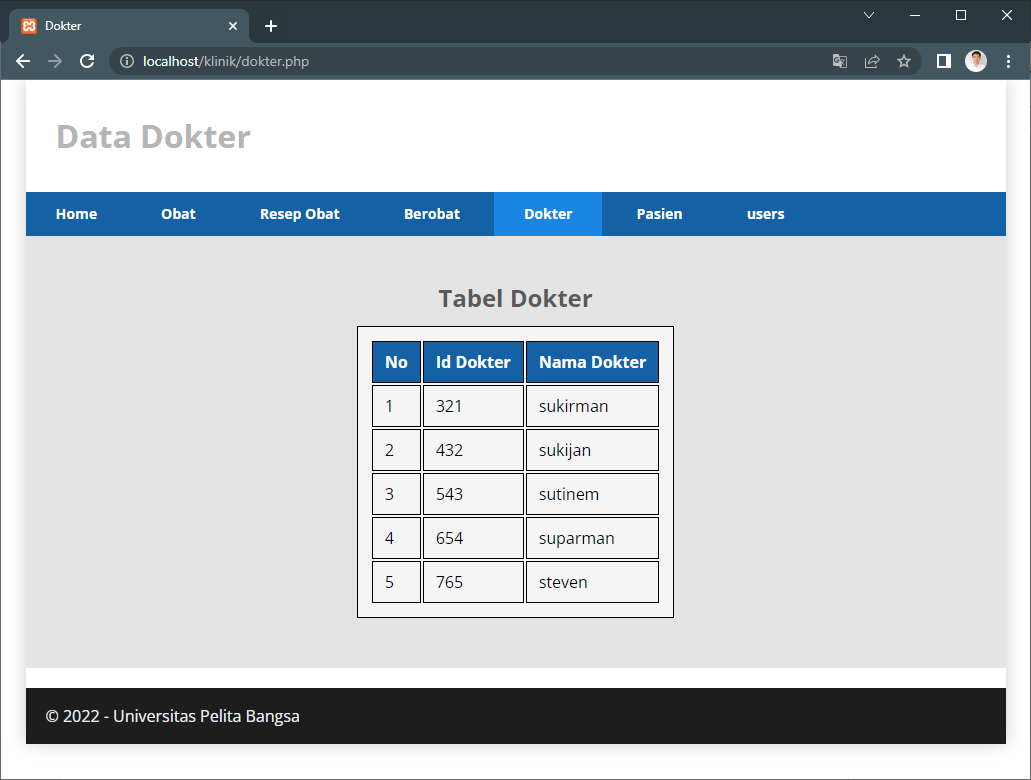 Dokter
localhost/klinik/dokter.php
Data Dokter
Home Obat Resep Obat Berobat Dokter Pasien users
Tabel Dokter
No Id Dokter Nama Dokter
1 321 sukirman
2 432 sukijan
3 543 sutinem
4 654 suparman
5 765 steven
© 2022 - Universitas Pelita Bangsa